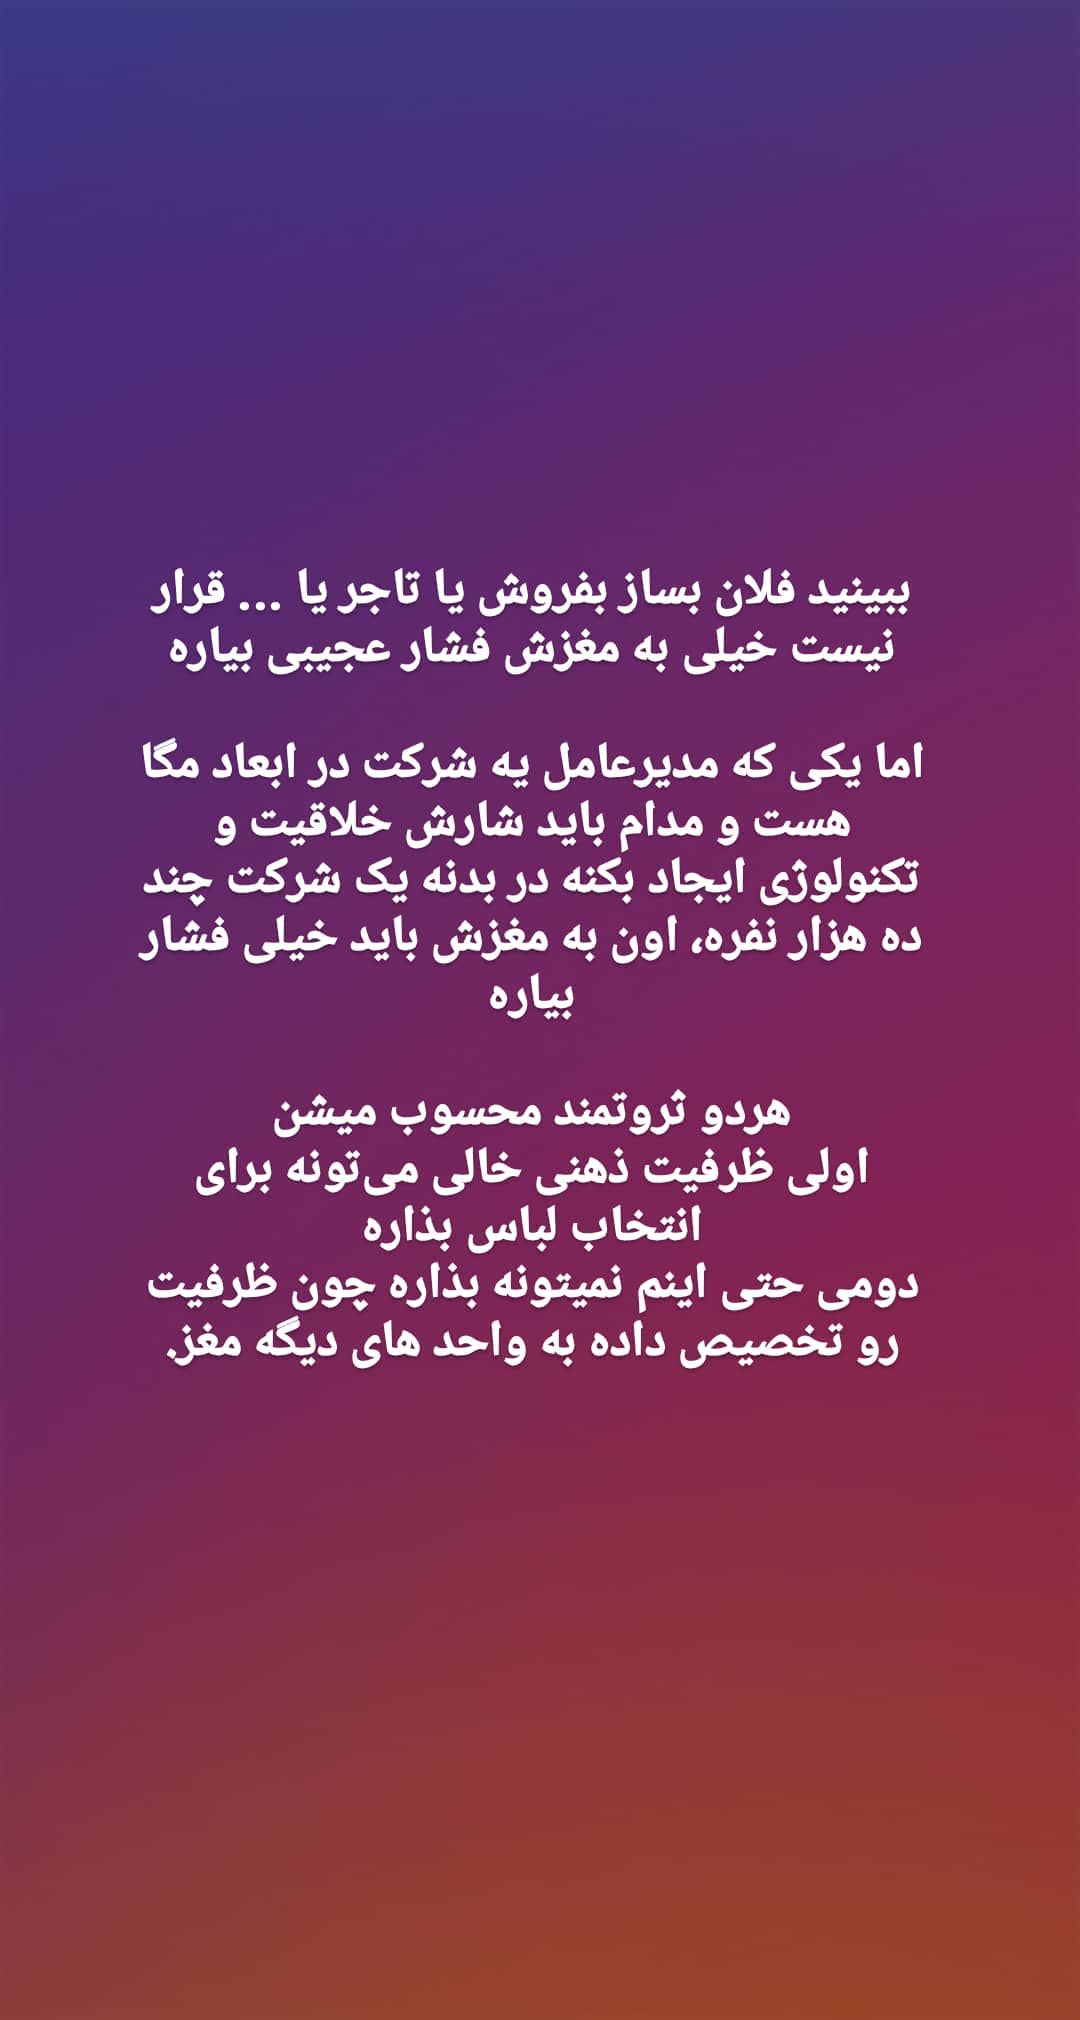 ببینید فلان بساز بفروش یا تاجر یا ... قرار
نیست خیلی به مغزش فشار عجیبی بیاره
اما یکی که مدیرعامل یه شرکت در ابعاد مگا
هست و مدام باید شارش خلاقیت و
تکنولوژی ایجاد بکنه در بدنه یک شرکت چند
ده هزار نفره، اون به مغزش باید خیلی فشار
بیاره
هردو ثروتمند محسوب میشن
اولی ظرفیت ذهنی خالی می‌تونه برای
انتخاب لباس بذاره
دومی حتی اینم نمیتونه بذاره چون ظرفیت
رو تخصیص داده به واحد های دیگه مغز.